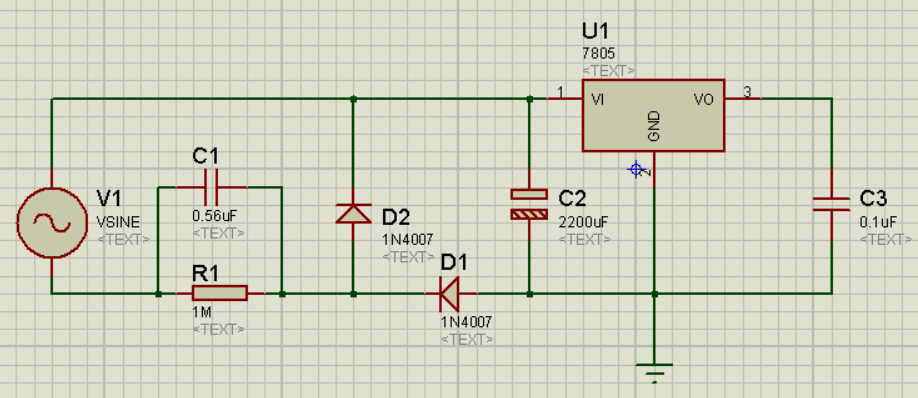 U1
7805
<TEXT>
1
VI
VO
3
GND
2
C1
0.56uF
<TEXT>
V1
VSINE
<TEXT>
D2
1N4007
<TEXT>
C2
2200uF
<TEXT>
C3
0.1uF
<TEXT>
R1
1M
<TEXT>
D1
1N4007
<TEXT>